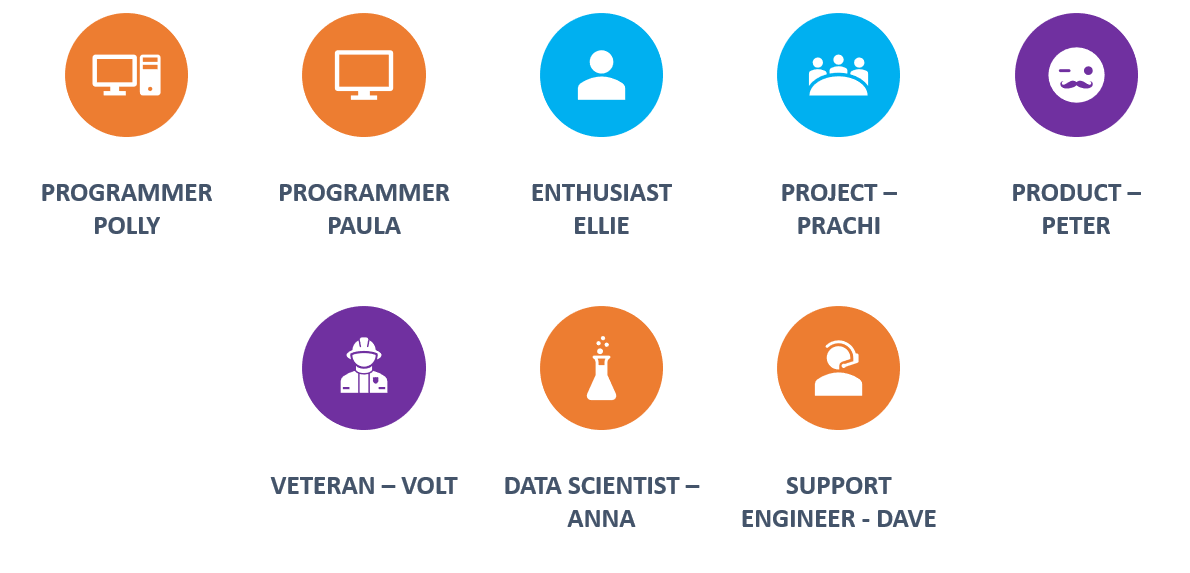 PROGRAMMER
POLLY
PROGRAMMER
PAULA
ENTHUSIAST
ELLIE
PROJECT –
PRACHI
PRODUCT –
PETER
VETERAN – VOLT
DATA SCIENTIST –
ANNA
SUPPORT
ENGINEER - DAVE